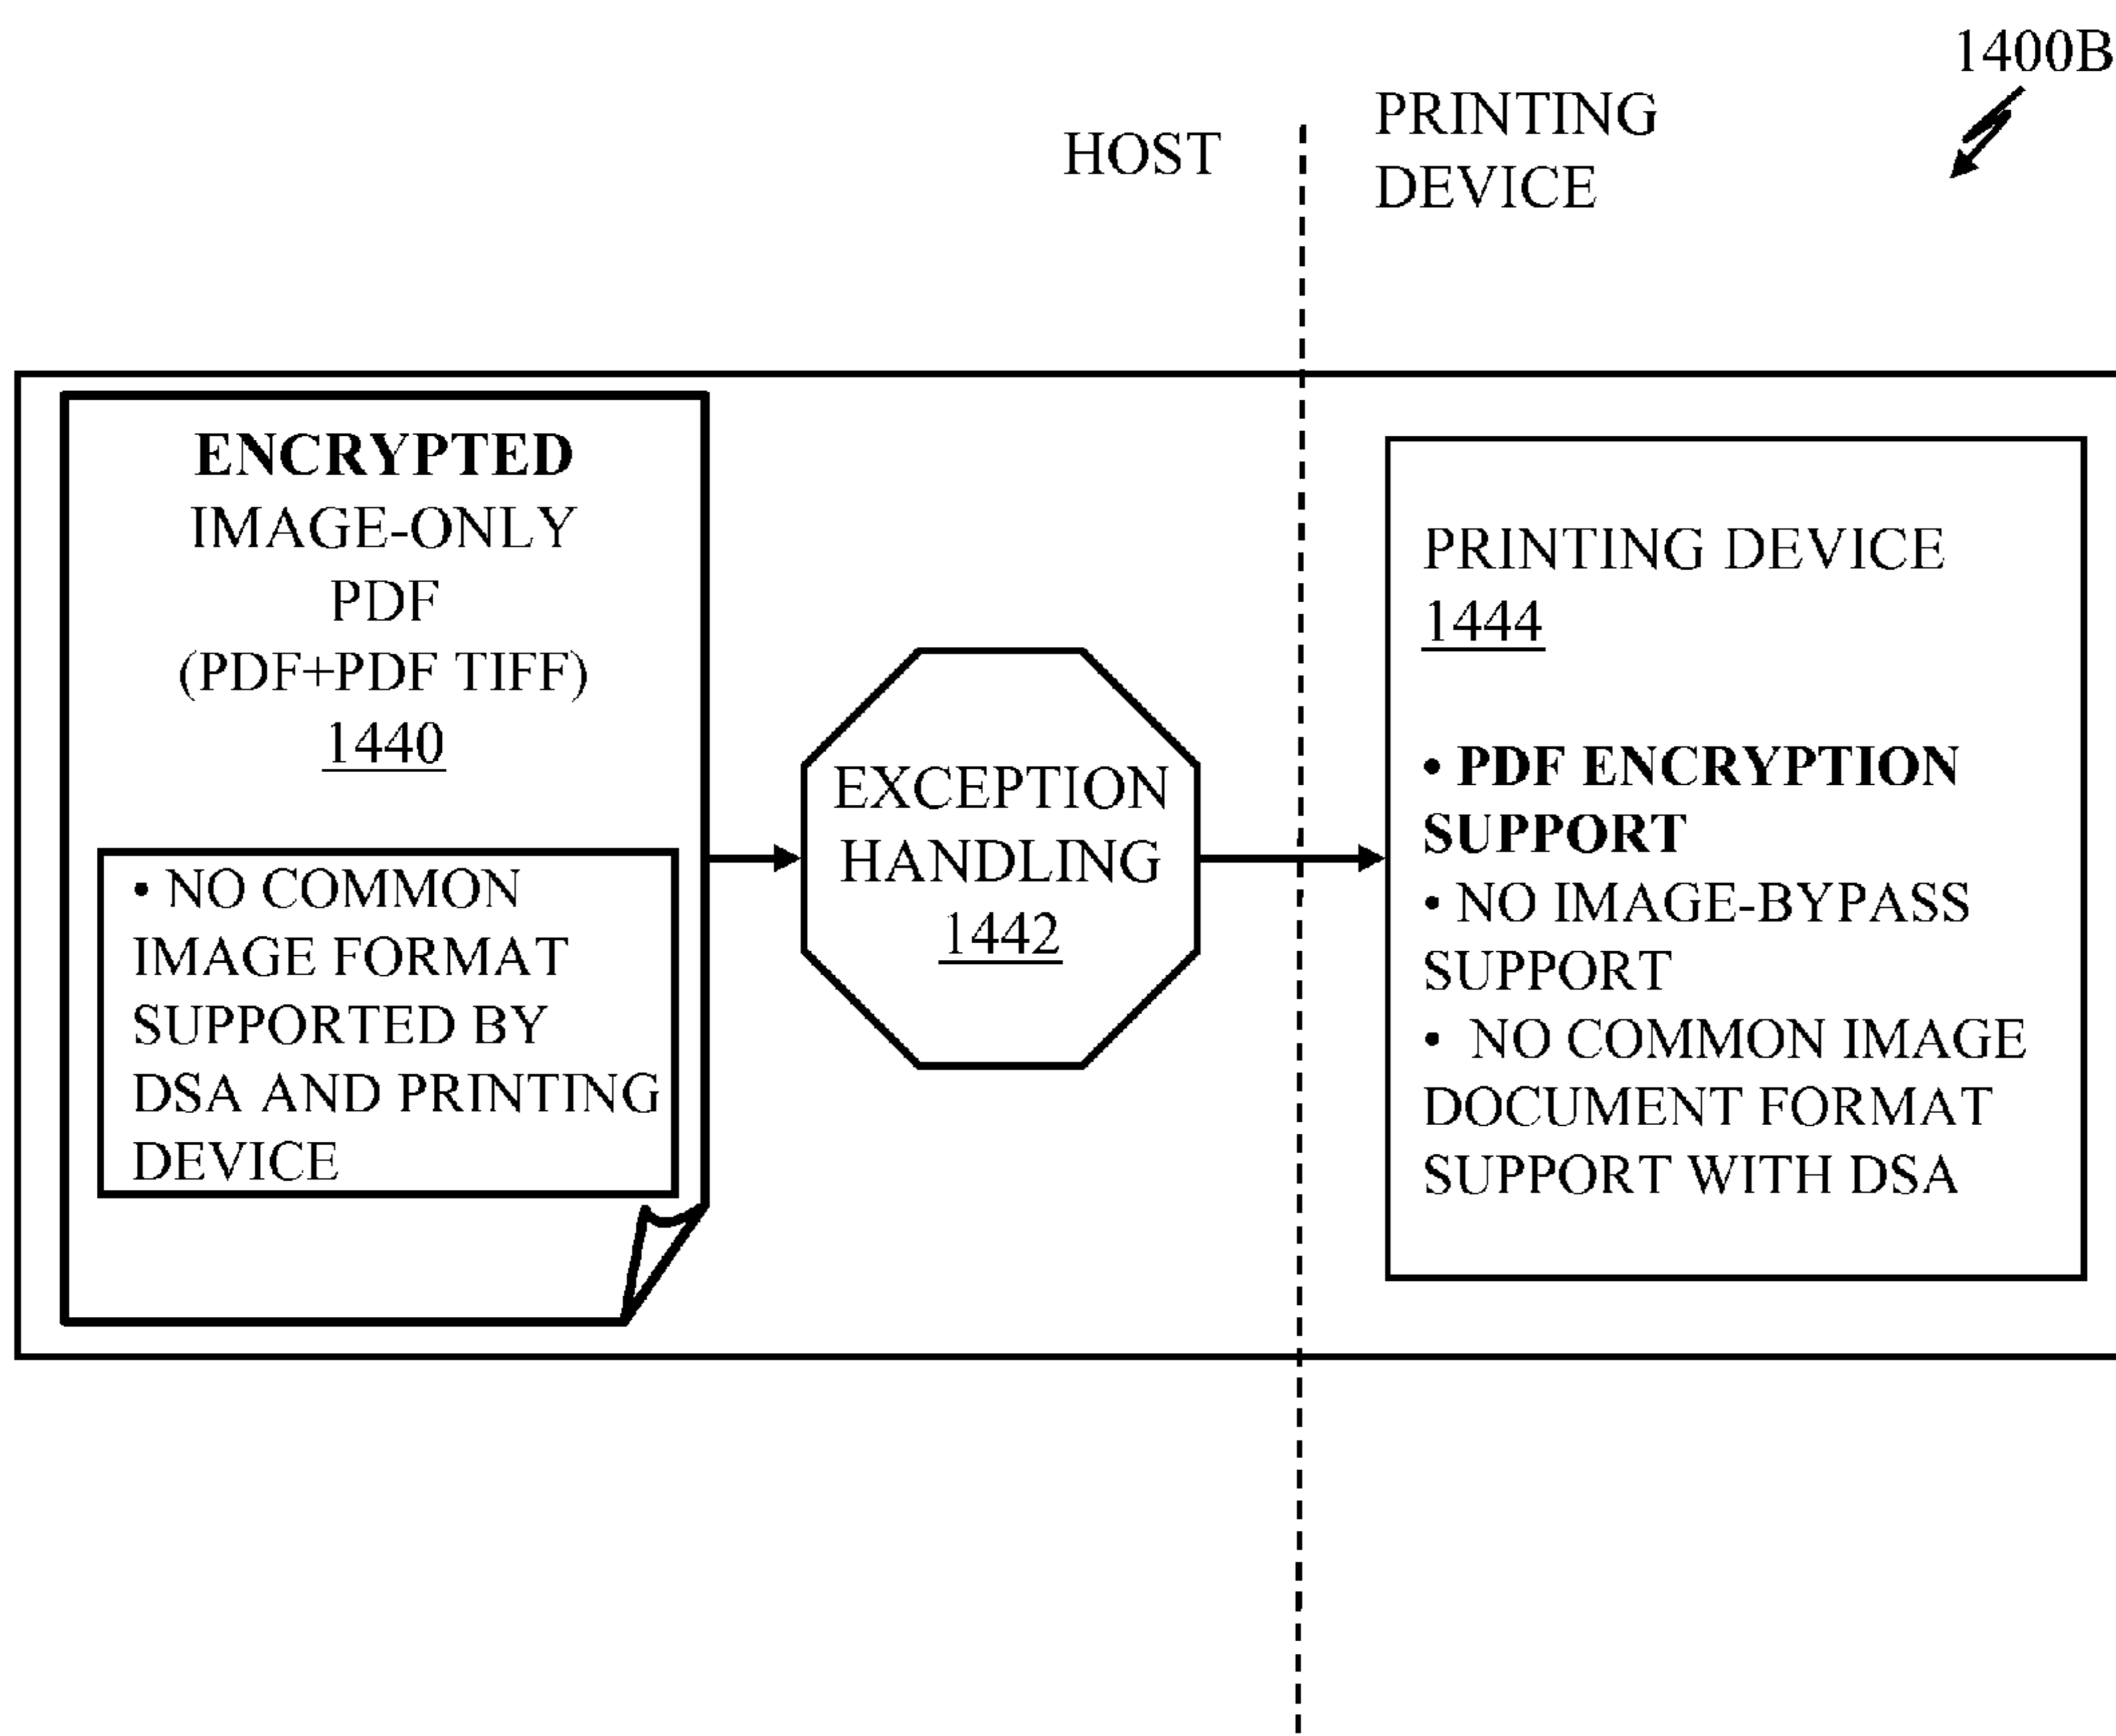 1400B
HOST
PRINTING
DEVICE
ENCRYPTED
IMAGE-ONLY
PDF
(PDF+PDF TIFF)
1440
• NO COMMON
IMAGE FORMAT
SUPPORTED BY
DSA AND PRINTING
DEVICE
EXCEPTION
HANDLING
1442
PRINTING DEVICE
1444
• PDF ENCRYPTION
SUPPORT
• NO IMAGE-BYPASS
SUPPORT
• NO COMMON IMAGE
DOCUMENT FORMAT
SUPPORT WITH DSA